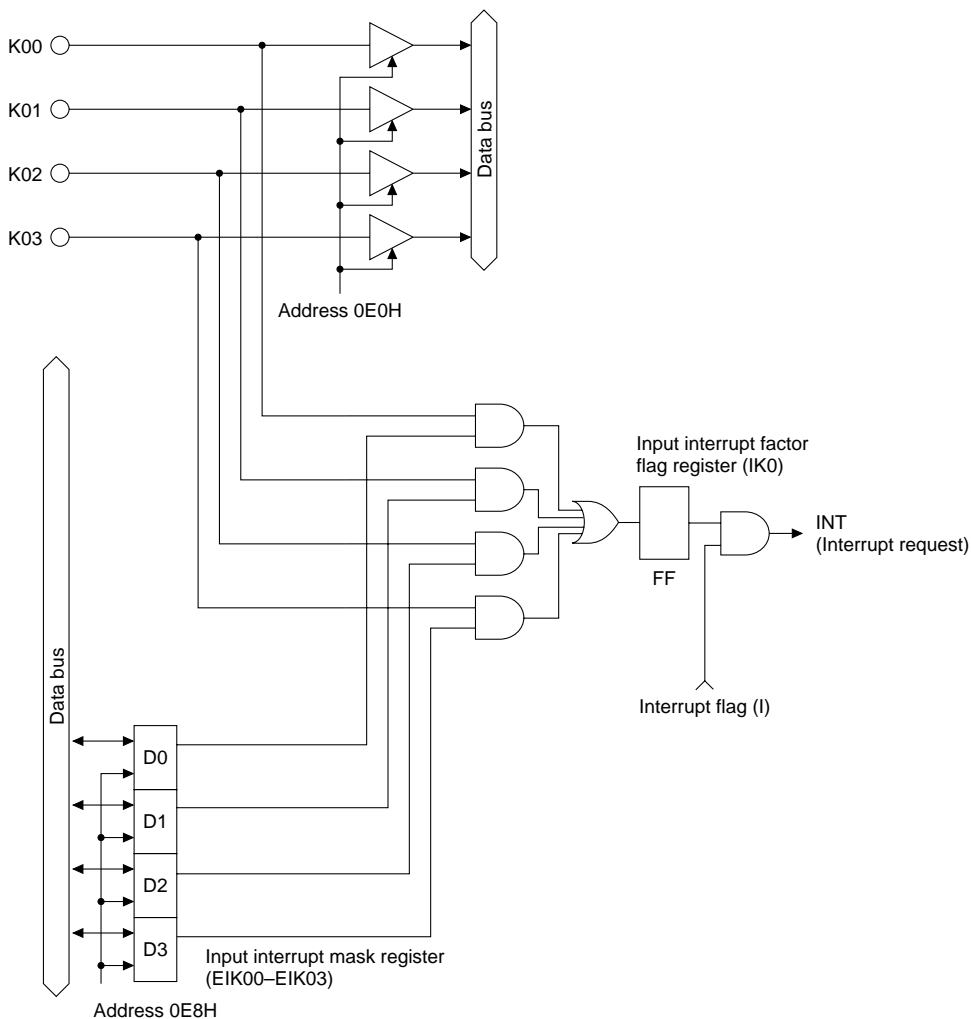 K00
K01
K02
K03
Data bus
Address 0E0H
Input interrupt factor
flag register (IK0)
INT
(Interrupt request)
FF
Interrupt flag (I)
Data bus
D0
D1
D2
D3
Input interrupt mask register
(EIK00–EIK03)
Address 0E8H